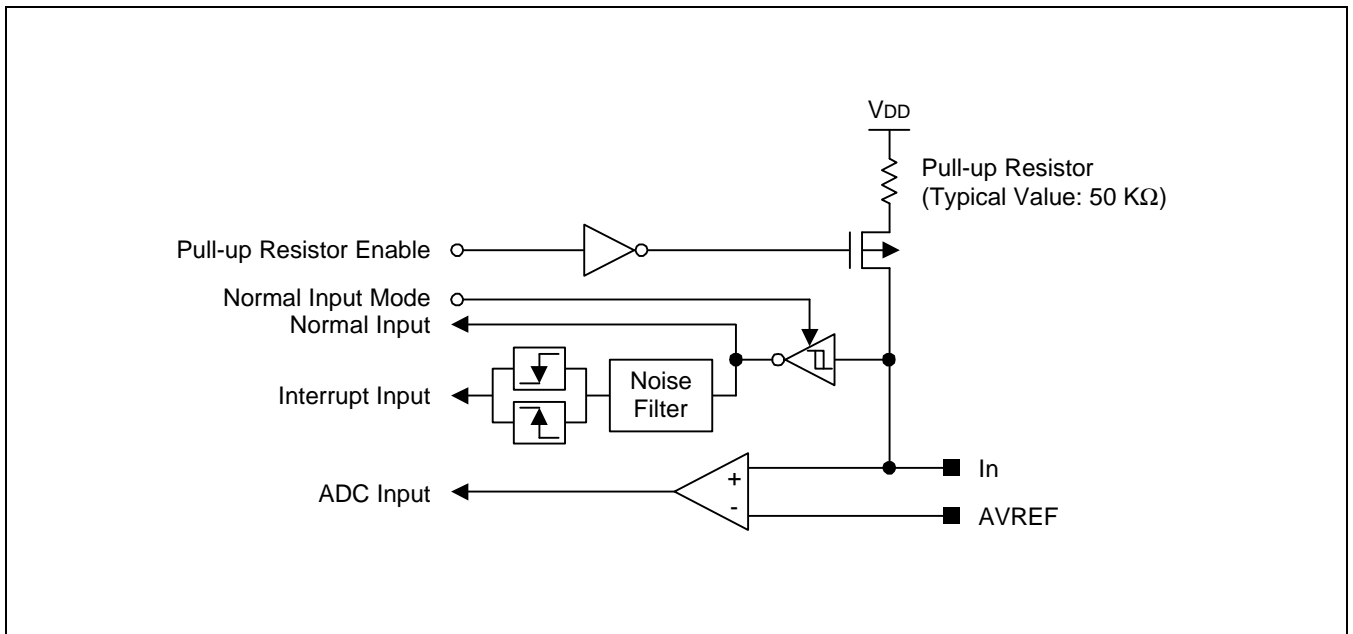 VDD
Pull-up Resistor
(Typical Value: 50 KΩ)
Pull-up Resistor Enable
Normal Input Mode
Normal Input
Interrupt Input
Noise
Filter
ADC Input
+
-
In
AVREF